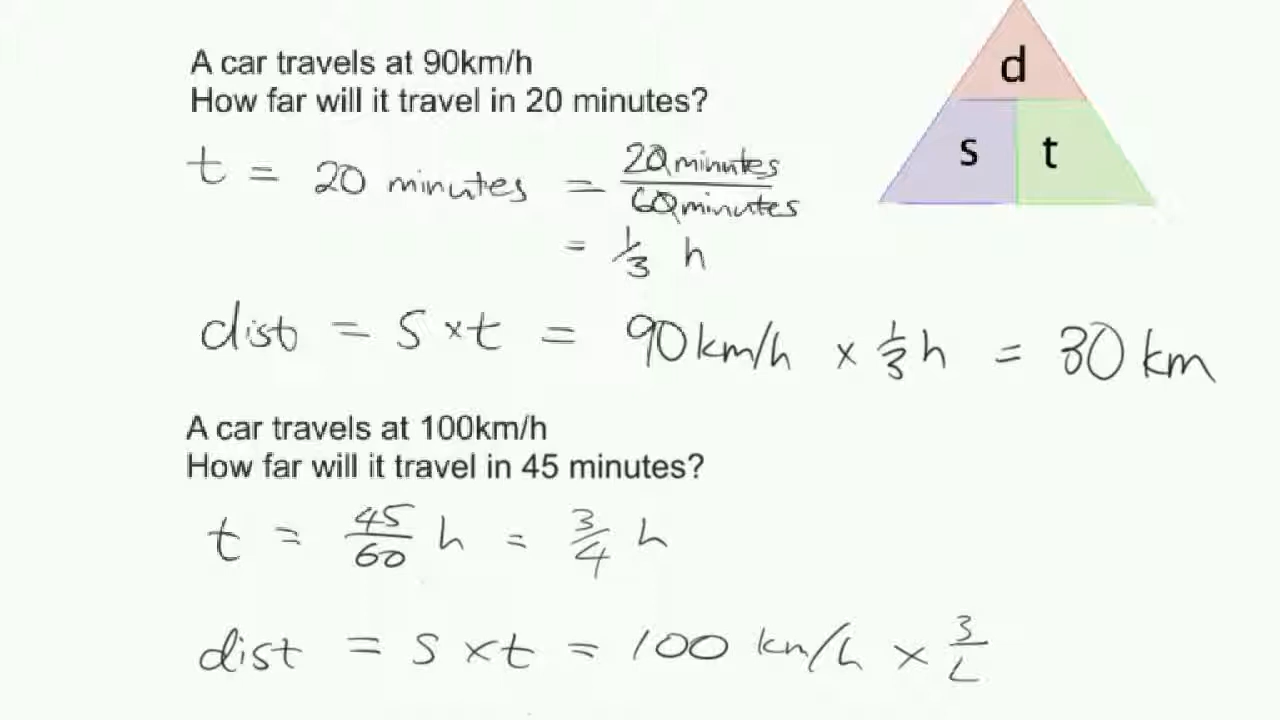 A car travels at 90km/h
How far will it travel in 20 minutes?
d
s t
t = 20 minutes = 20 minutes / 60 minutes
= 1/3 h
dist = s × t = 90 km/h × 1/3 h = 30 km
A car travels at 100km/h
How far will it travel in 45 minutes?
t = 45/60 h = 3/4 h
dist = s × t = 100 km/h × 3/